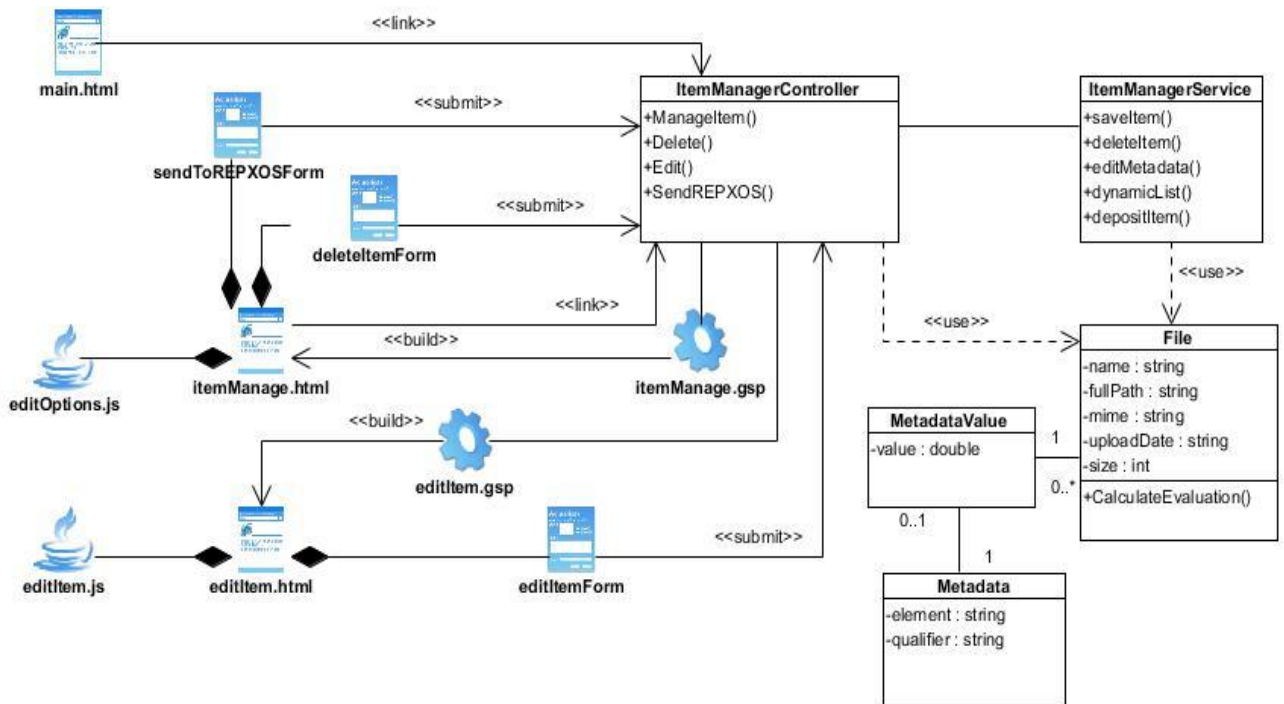 <<link>>
main.html
<<submit>>
sendToREPXOSForm
<<submit>>
deleteItemForm
ItemManagerController
+ManageItem()
+Delete()
+Edit()
+SendREPXOS()
ItemManagerService
+saveItem()
+deleteItem()
+editMetadata()
+dynamicList()
+depositItem()
<<use>>
<<link>>
<<build>>
<<use>>
editOptions.js
itemManage.html
itemManage.gsp
File
-name : string
-fullPath : string
-mime : string
-uploadDate : string
-size : int
+CalculateEvaluation()
MetadataValue
-value : double
1
0..*
0..1
1
<<build>>
editItem.gsp
<<submit>>
editItem.js
editItem.html
editItemForm
Metadata
-element : string
-qualifier : string